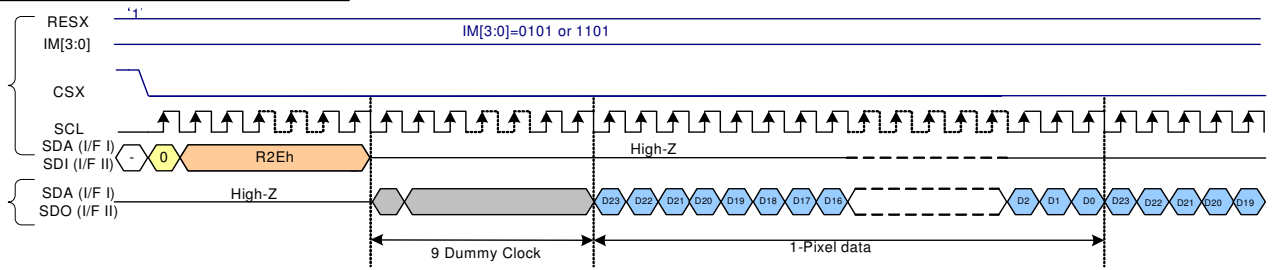 RESX
'1'
IM[3:0]
IM[3:0]=0101 or 1101
CSX
SCL
SDA (I/F I)
SDI (I/F II)
-
0
R2Eh
High-Z
SDA (I/F I)
SDO (I/F II)
High-Z
D23 D22 D21 D20 D19 D18 D17 D16 D2 D1 D0 D23 D22 D21 D20 D19
9 Dummy Clock
1-Pixel data